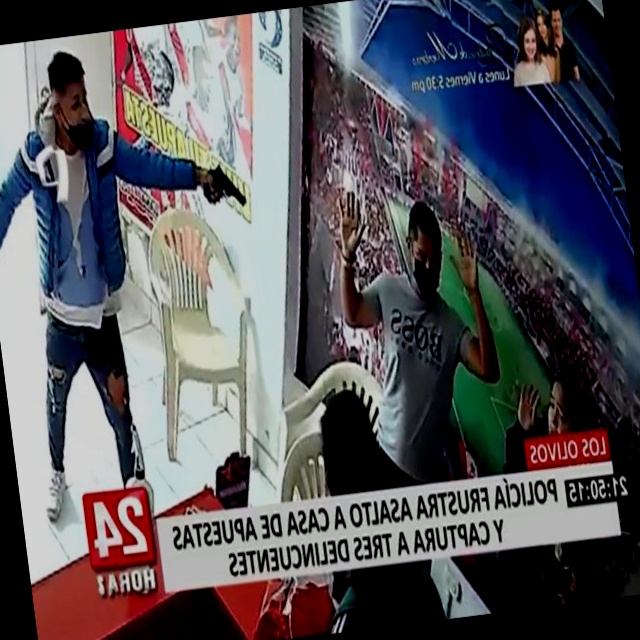 Lunes a Viernes 5:30 pm
BOSS
LOS OLIVOS
21:50:15
POLICÍA FRUSTRA ASALTO A CASA DE APUESTAS
Y CAPTURA A TRES DELINCUENTES
24
HORAS